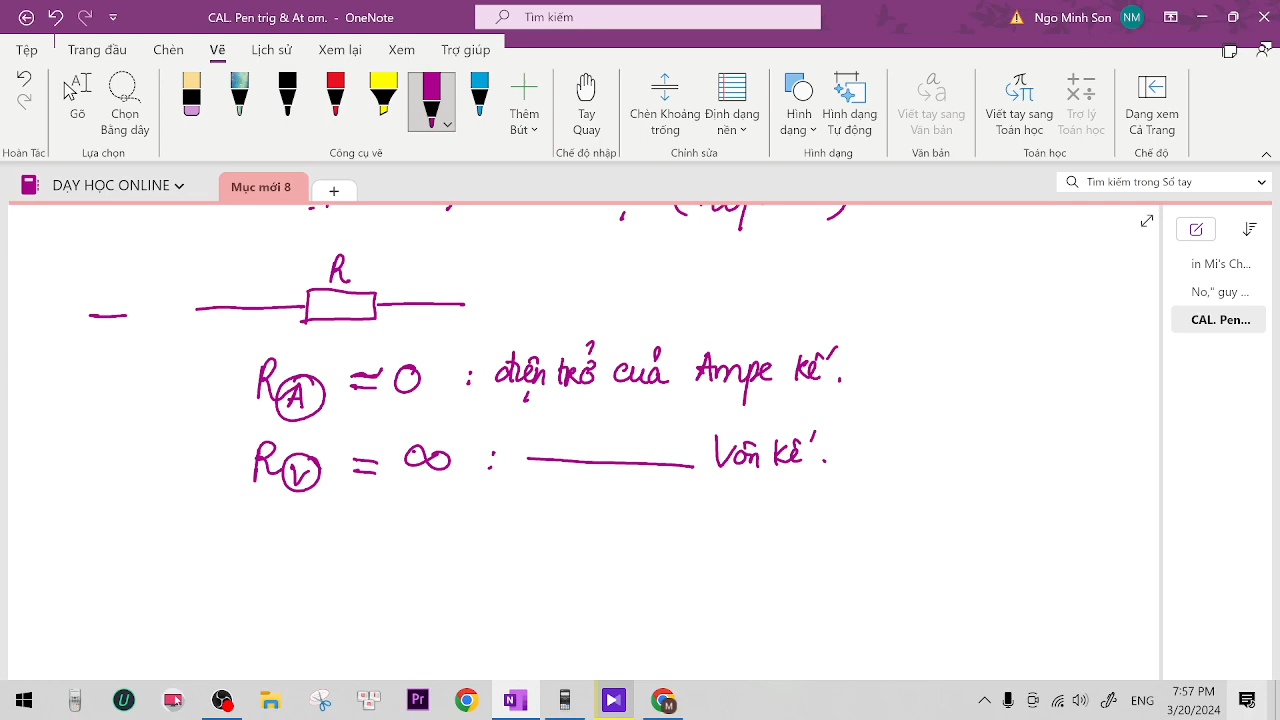 CAL. Pen trig & At om. - OneNote
Tìm kiếm
Ngo Minh Son
NM
Tệp Trang đầu Chèn Vẽ Lịch sử Xem lại Xem Trợ giúp
Gõ
Chọn Bằng dây
Thêm Bút
Tay Quay
Chèn Khoảng trống
Định dạng nền
Hình dạng
Hình dạng Tự động
Viết tay sang Văn bản
Viết tay sang Toán học
Trợ lý Toán học
Dạng xem Cả Trang
Hoàn Tác Lựa chọn Công cụ vẽ Chế độ nhập Chỉnh sửa Hình dạng Văn bản Toán học Chế độ
DẠY HỌC ONLINE
Mục mới 8
Tìm kiếm trong Sổ tay
in Mi's Ch...
No," guy ...
CAL. Pen...
R
R A ≃ 0 : điện trở của Ampe kế.
R V = ∞ : ——— Vôn kế.
Pr
ENG
7:57 PM
3/20/2024